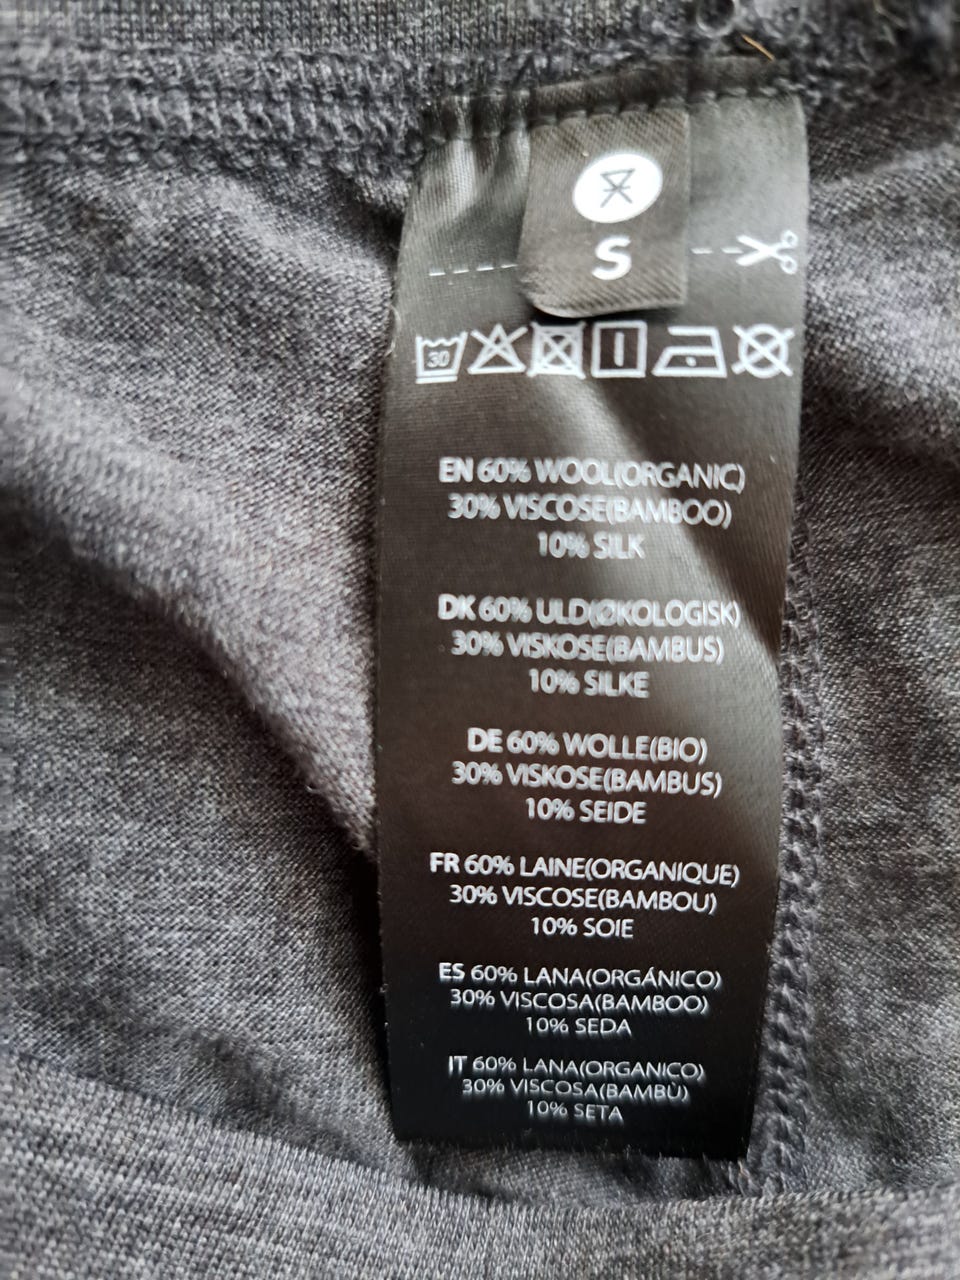 S
30
EN 60% WOOL(ORGANIC)
30% VISCOSE(BAMBOO)
10% SILK
DK 60% ULD(ØKOLOGISK)
30% VISKOSE(BAMBUS)
10% SILKE
DE 60% WOLLE(BIO)
30% VISKOSE(BAMBUS)
10% SEIDE
FR 60% LAINE(ORGANIQUE)
30% VISCOSE(BAMBOU)
10% SOIE
ES 60% LANA(ORGÁNICO)
30% VISCOSA(BAMBOO)
10% SEDA
IT 60% LANA(ORGANICO)
30% VISCOSA(BAMBÙ)
10% SETA